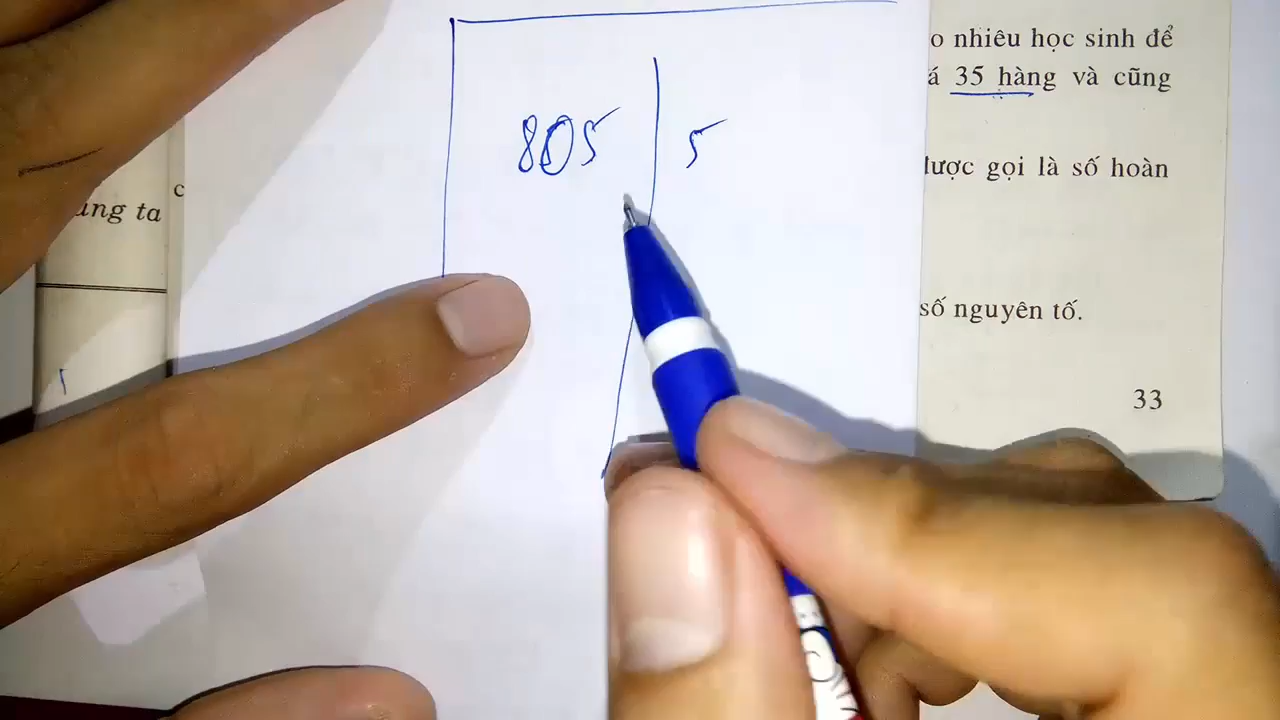 o nhiêu học sinh để
á 35 hàng và cũng
805 | 5
lược gọi là số hoàn
c
úng ta
số nguyên tố.
33